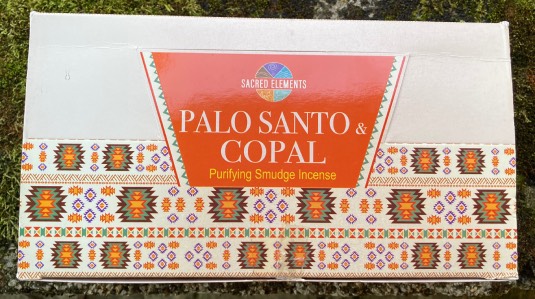 SACRED ELEMENTS
PALO SANTO &
COPAL
Purifying Smudge Incense